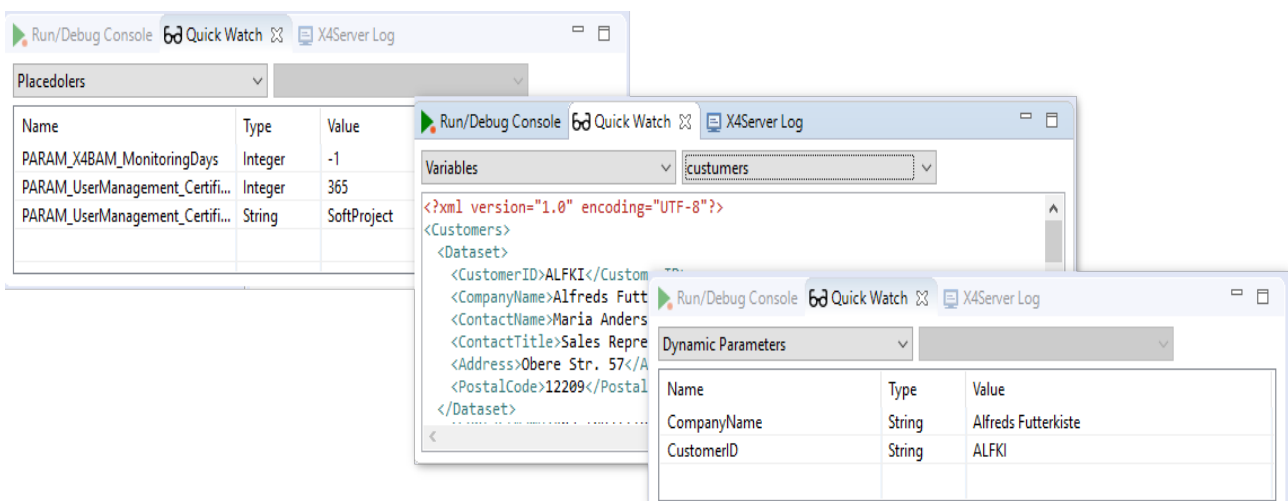 Run/Debug Console Quick Watch X4Server Log
Placedolers
Name Type Value
PARAM_X4BAM_MonitoringDays Integer -1
PARAM_UserManagement_Certifi... Integer 365
PARAM_UserManagement_Certifi... String SoftProject
Run/Debug Console Quick Watch X4Server Log
Variables custumers
<?xml version="1.0" encoding="UTF-8"?>
<Customers>
<Dataset>
<CustomerID>ALFKI</Custom
<CompanyName>Alfreds Futt
<ContactName>Maria Anders
<ContactTitle>Sales Repre
<Address>Obere Str. 57</A
<PostalCode>12209</Postal
</Dataset>
Run/Debug Console Quick Watch X4Server Log
Dynamic Parameters
Name Type Value
CompanyName String Alfreds Futterkiste
CustomerID String ALFKI